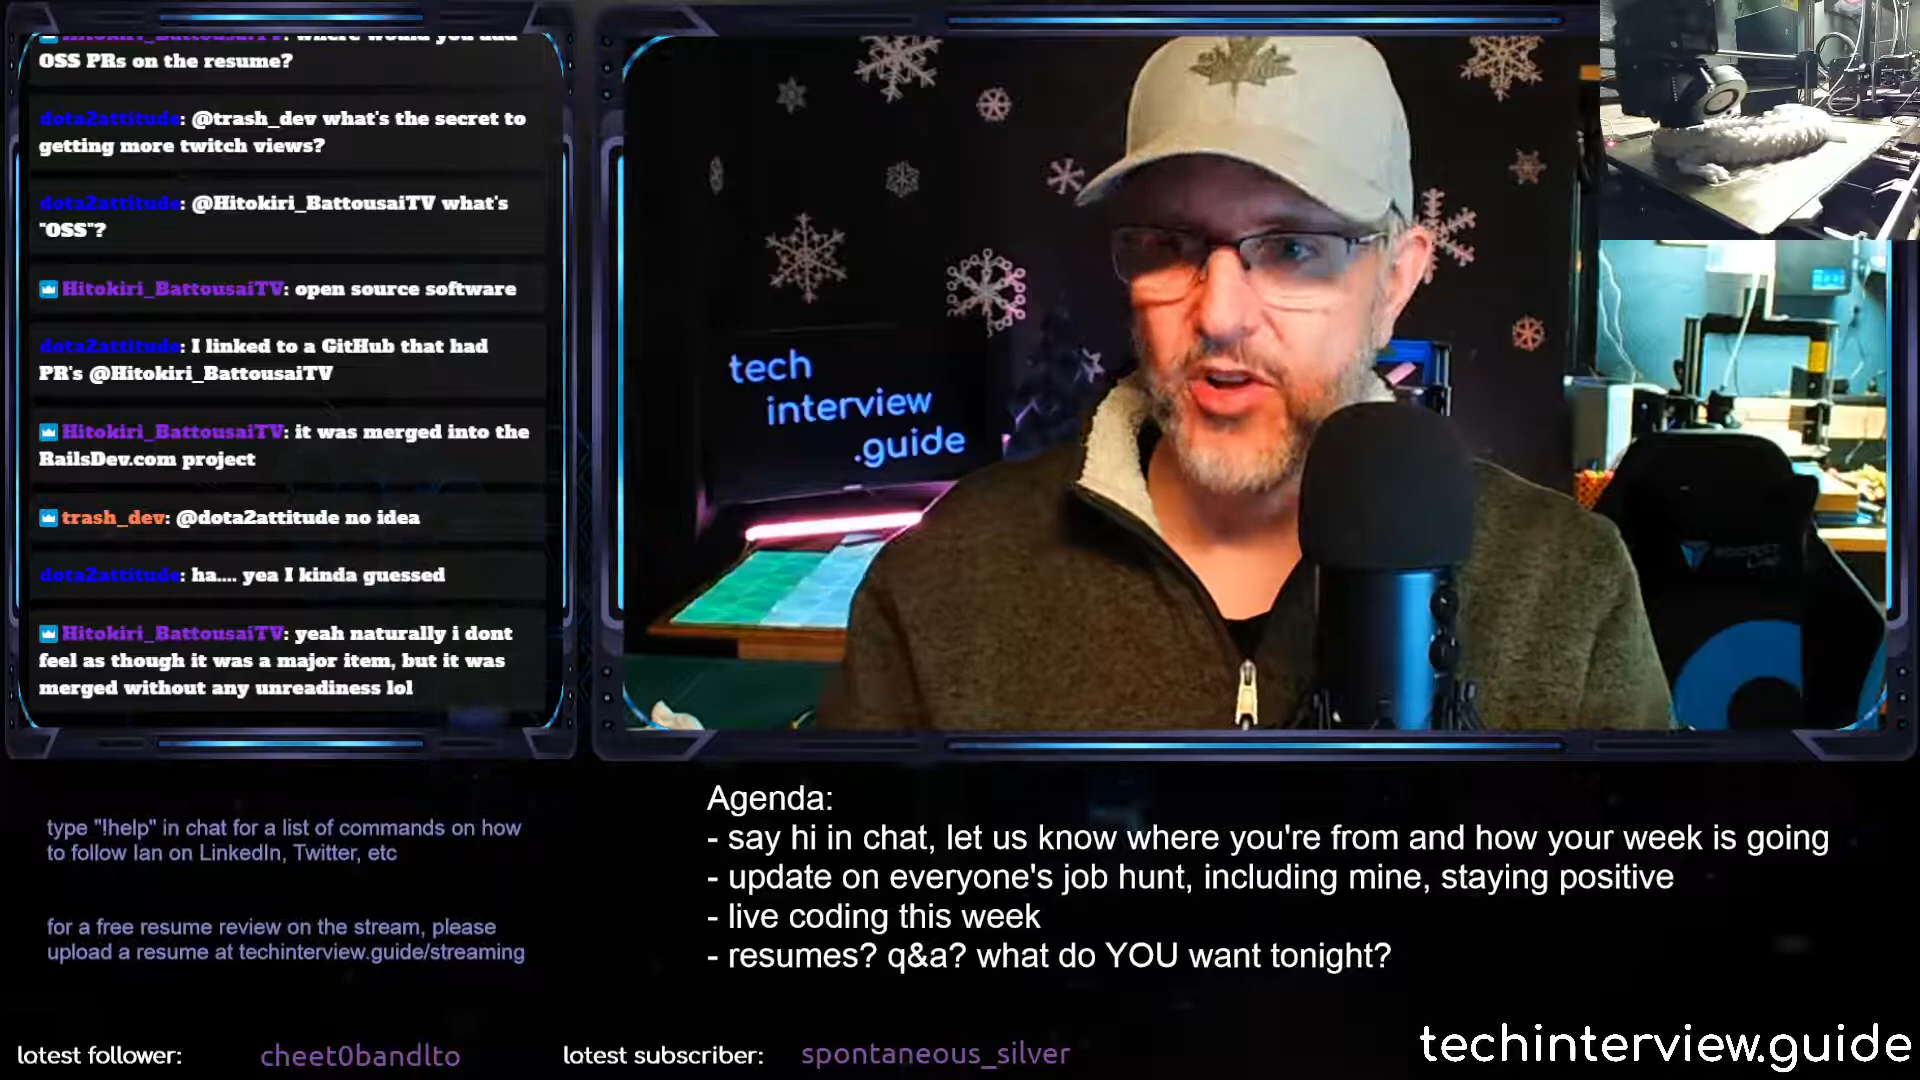 Hitokiri_BattousaiTV: where would you add
OSS PRs on the resume?
dota2attitude: @trash_dev what's the secret to
getting more twitch views?
dota2attitude: @Hitokiri_BattousaiTV what's
"OSS"?
Hitokiri_BattousaiTV: open source software
dota2attitude: I linked to a GitHub that had
PR's @Hitokiri_BattousaiTV
Hitokiri_BattousaiTV: it was merged into the
RailsDev.com project
trash_dev: @dota2attitude no idea
dota2attitude: ha.... yea I kinda guessed
Hitokiri_BattousaiTV: yeah naturally i dont
feel as though it was a major item, but it was
merged without any unreadiness lol
tech
interview
.guide
type "!help" in chat for a list of commands on how
to follow Ian on LinkedIn, Twitter, etc
for a free resume review on the stream, please
upload a resume at techinterview.guide/streaming
Agenda:
- say hi in chat, let us know where you're from and how your week is going
- update on everyone's job hunt, including mine, staying positive
- live coding this week
- resumes? q&a? what do YOU want tonight?
latest follower: cheet0bandlto
latest subscriber: spontaneous_silver
techinterview.guide